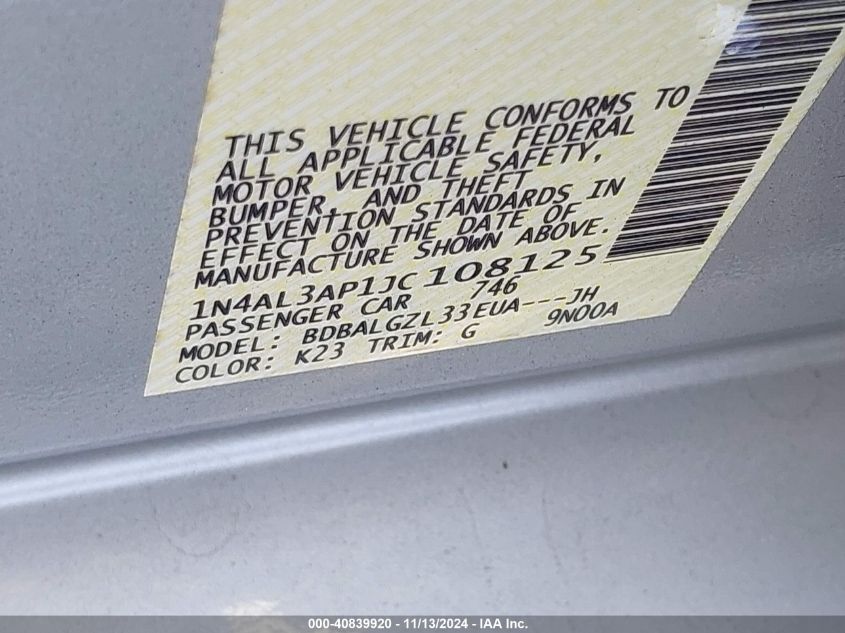 THIS VEHICLE CONFORMS TO
ALL APPLICABLE FEDERAL
MOTOR VEHICLE SAFETY,
BUMPER, AND THEFT
PREVENTION STANDARDS IN
EFFECT ON THE DATE OF
MANUFACTURE SHOWN ABOVE.
1N4AL3AP1JC108125
PASSENGER CAR 746
MODEL: BDBALGZL33EUA---JH
COLOR: K23 TRIM: G 9N00A
000-40839920 - 11/13/2024 - IAA Inc.